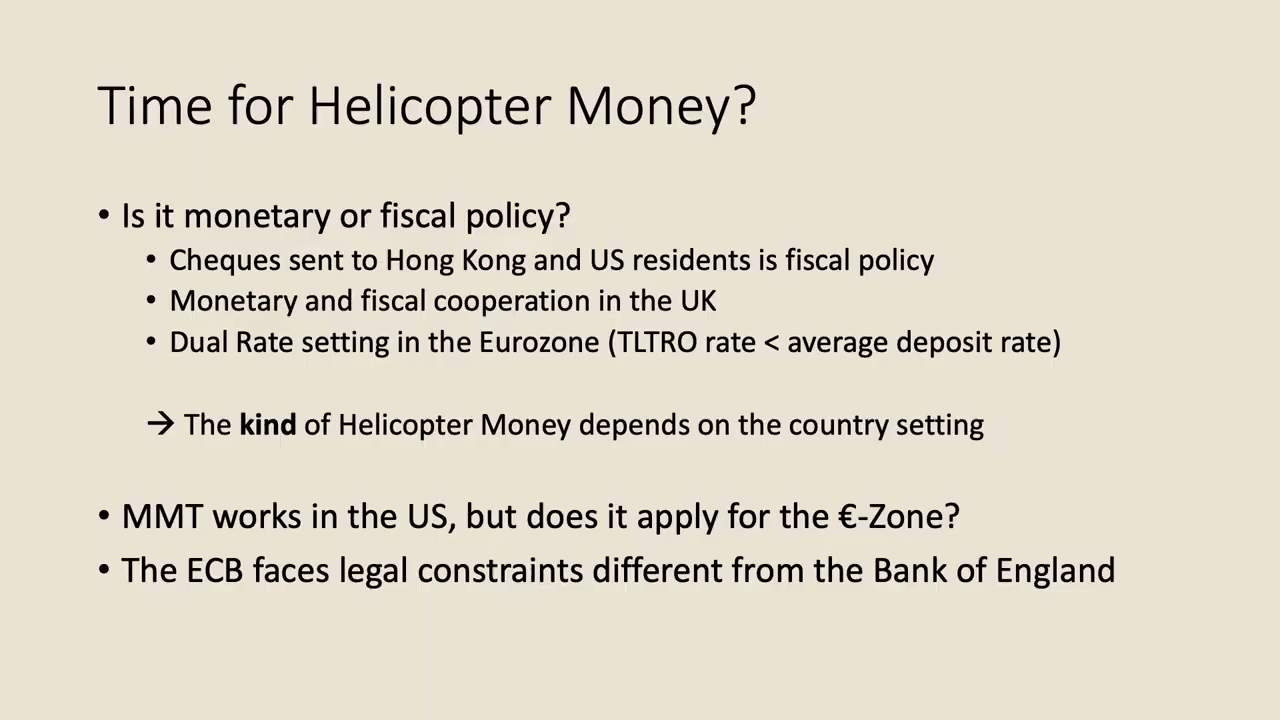 Time for Helicopter Money?
• Is it monetary or fiscal policy?
• Cheques sent to Hong Kong and US residents is fiscal policy
• Monetary and fiscal cooperation in the UK
• Dual Rate setting in the Eurozone (TLTRO rate < average deposit rate)
→ The kind of Helicopter Money depends on the country setting
• MMT works in the US, but does it apply for the €-Zone?
• The ECB faces legal constraints different from the Bank of England